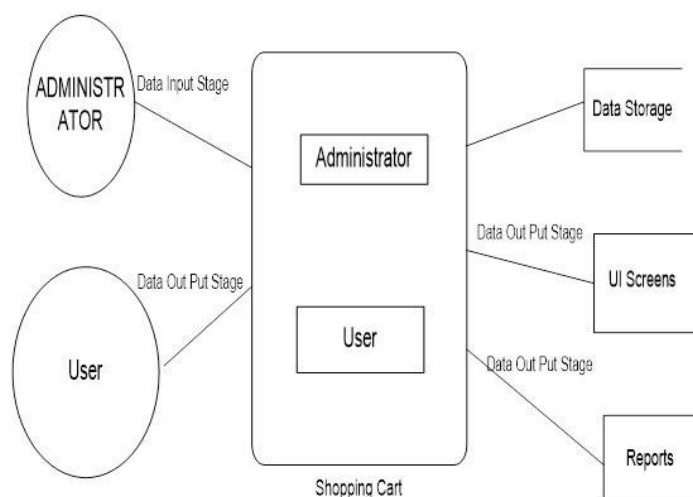 ADMINISTR
ATOR
Data Input Stage
Administrator
Data Storage
Data Out Put Stage
Data Out Put Stage
UI Screens
User
User
Data Out Put Stage
Reports
Shopping Cart